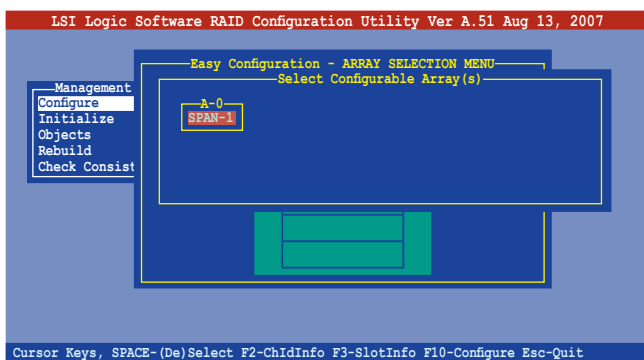 LSI Logic Software RAID Configuration Utility Ver A.51 Aug 13, 2007
Easy Configuration - ARRAY SELECTION MENU
Select Configurable Array(s)
Management
Configure
Initialize
Objects
Rebuild
Check Consist
A-0
SPAN-1
Cursor Keys, SPACE-(De)Select F2-ChIdInfo F3-SlotInfo F10-Configure Esc-Quit